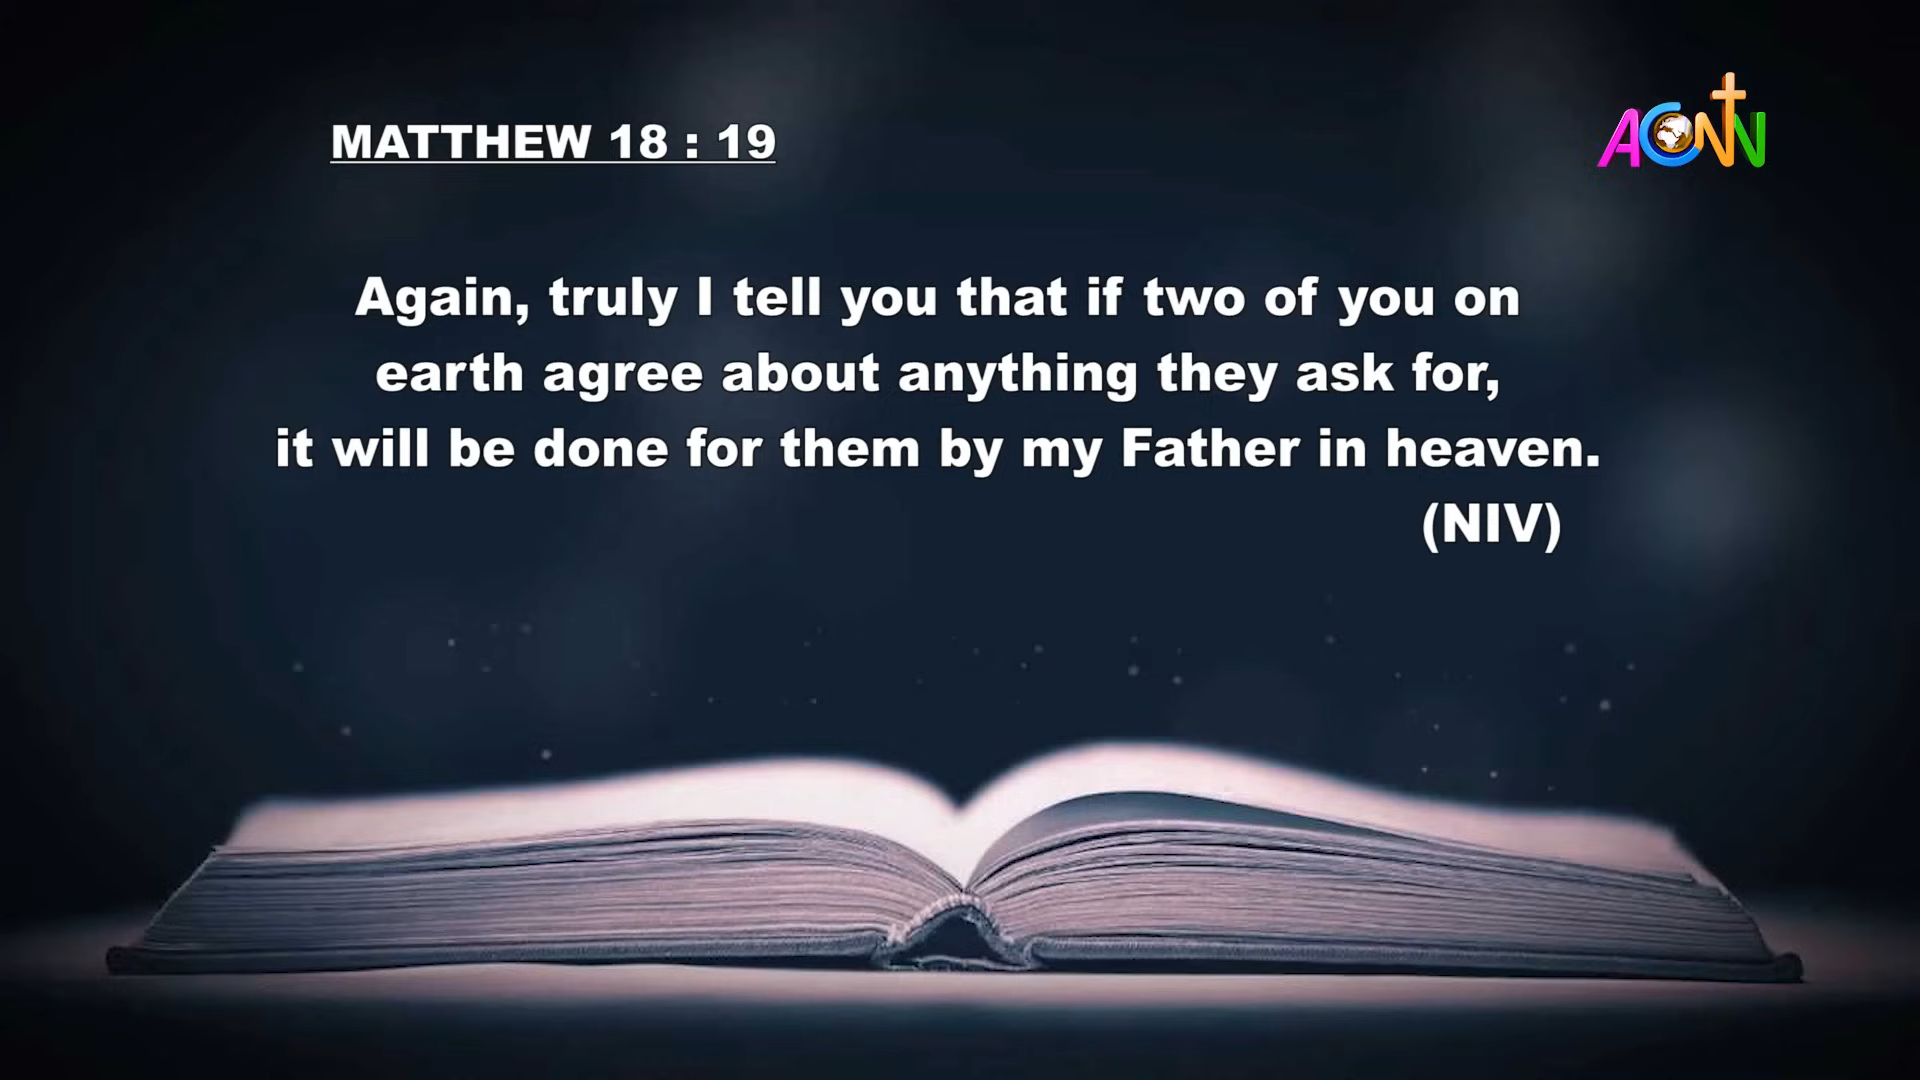 MATTHEW 18 : 19
ACNN
Again, truly I tell you that if two of you on
earth agree about anything they ask for,
it will be done for them by my Father in heaven.
(NIV)